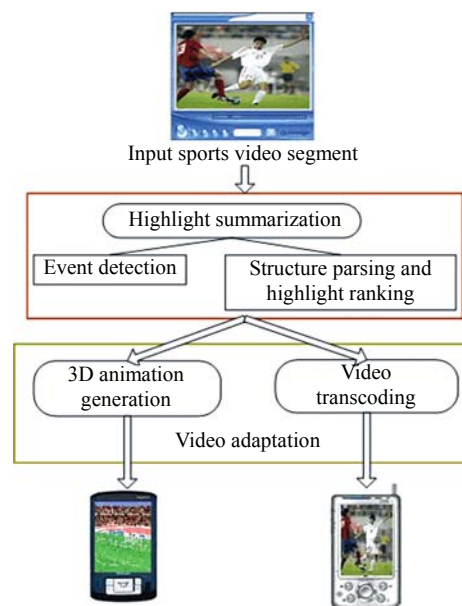 Input sports video segment
Highlight summarization
Event detection
Structure parsing and
highlight ranking
3D animation
generation
Video
transcoding
Video adaptation